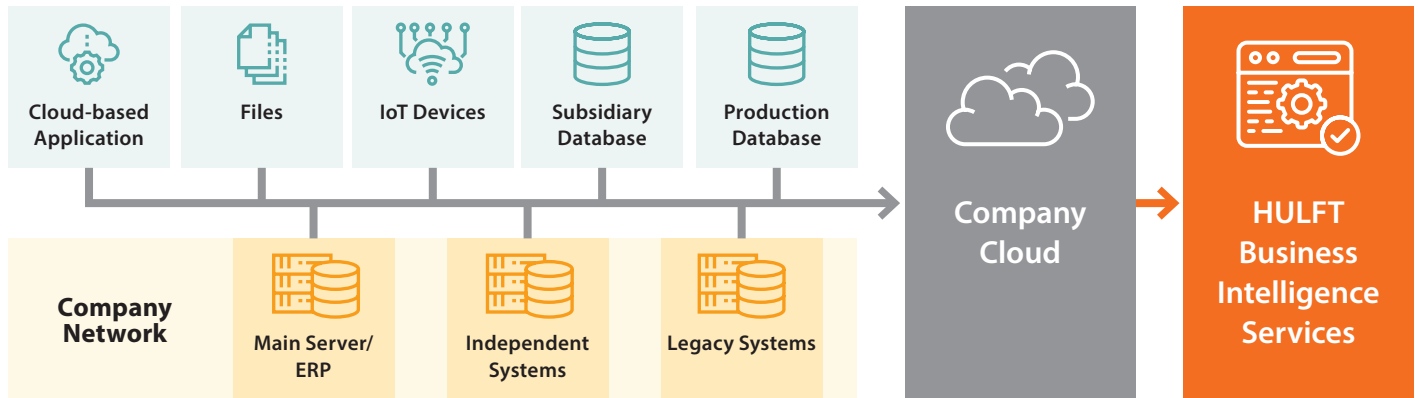 Cloud-based
Application
Files
IoT Devices
Subsidiary
Database
Production
Database
Company
Network
Main Server/
ERP
Independent
Systems
Legacy Systems
Company
Cloud
HULFT
Business
Intelligence
Services